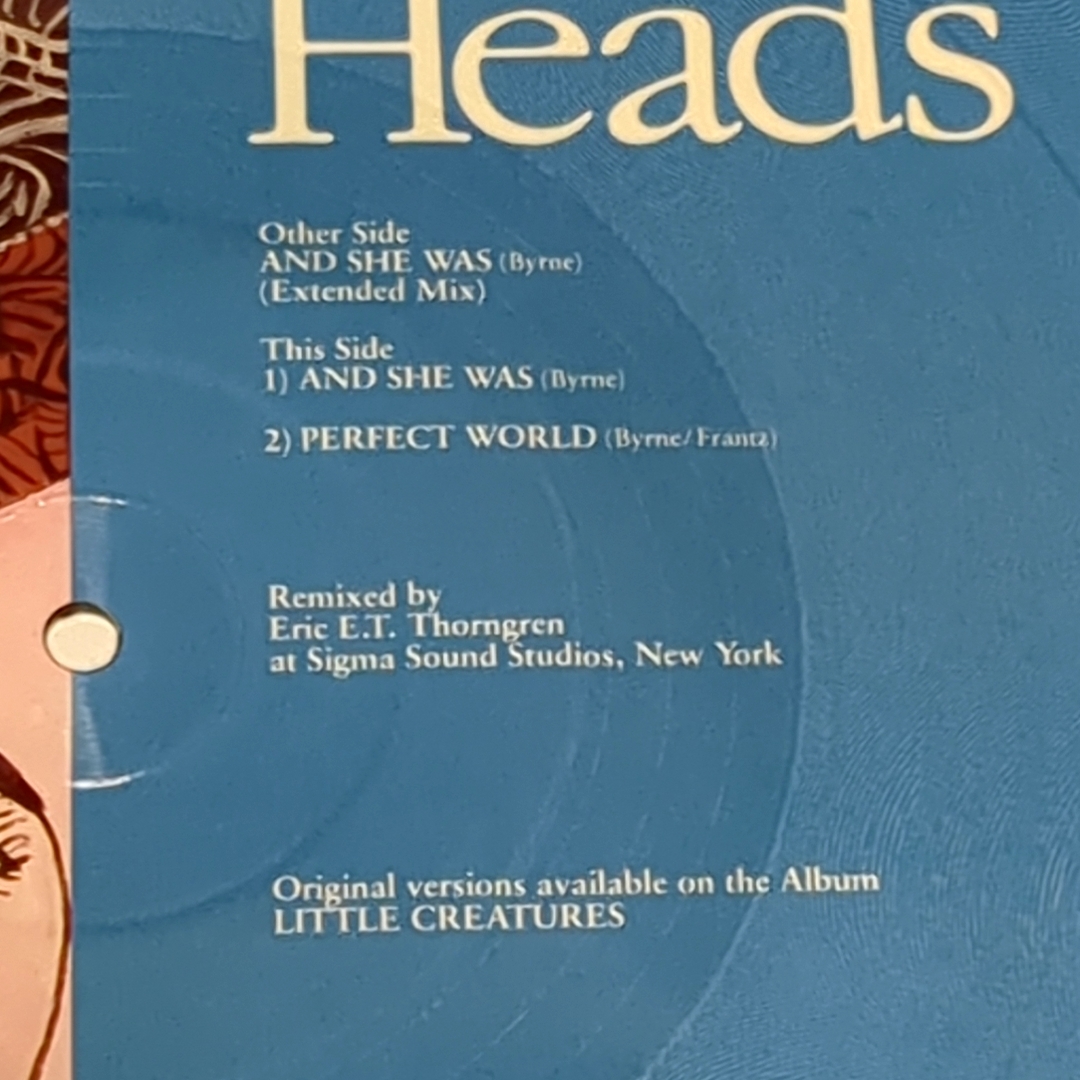 Heads
Other Side
AND SHE WAS (Byrne)
(Extended Mix)
This Side
1) AND SHE WAS (Byrne)
2) PERFECT WORLD (Byrne/Frantz)
Remixed by
Eric E.T. Thorngren
at Sigma Sound Studios, New York
Original versions available on the Album
LITTLE CREATURES